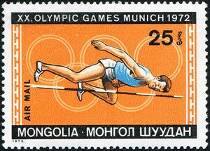 XX. OLYMPIC GAMES MUNICH 1972
25
AIR MAIL
MONGOLIA · МОНГОЛ ШУУДАН